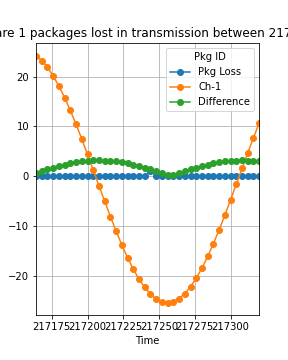 are 1 packages lost in transmission between 217
Pkg ID
Pkg Loss
Ch-1
Difference
20
10
0
−10
−20
217175
217200
217225
217250
217275
217300
Time